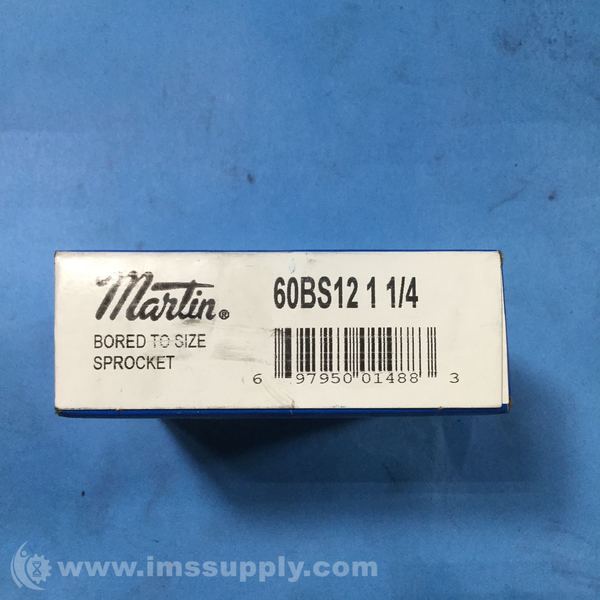 Martin®
60BS12 1 1/4
BORED TO SIZE
SPROCKET
6 97950 01488 3
www.imssupply.com